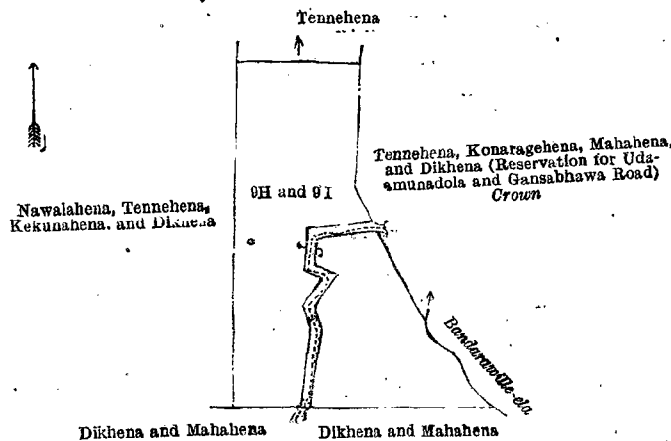 Tennehena
Tennehena, Konaragehena, Mahahena,
and Dikhena (Reservation for Uda-
amunadola and Gansabhawa Road)
Crown
9H and 9I
Nawalahena, Tennehena,
Kekunahena, and Dikhena
Bandarawille-ela
Dikhena and Mahahena
Dikhena and Mahahena